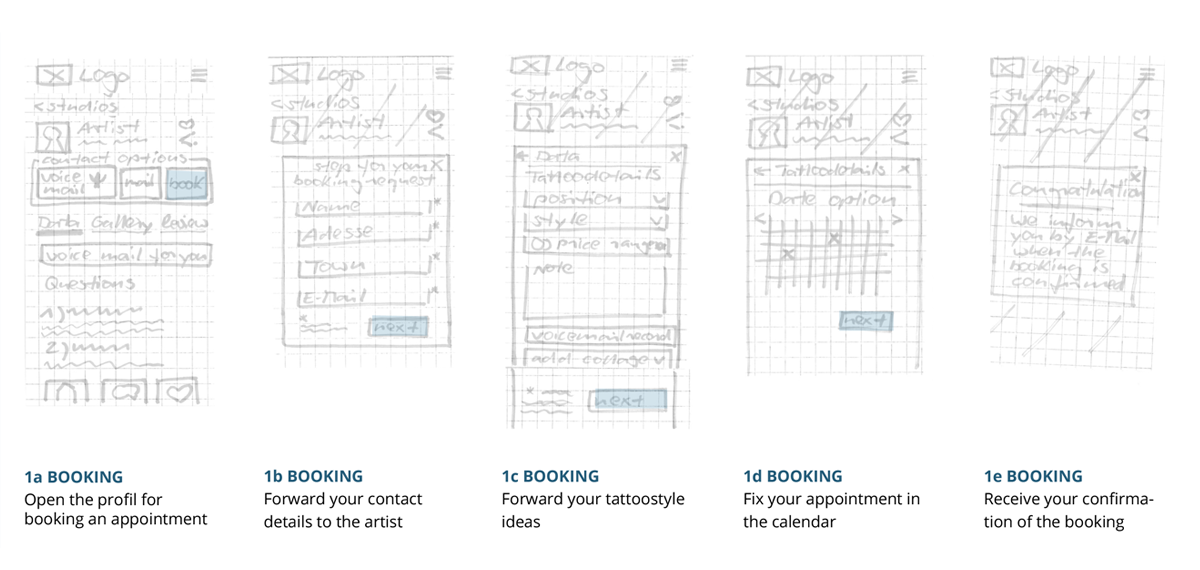 Logo
<studios
Artist
contact options
voice mail
mail
book
Data Gallery Review
voice mail for you
Questions
1)
2)
Logo
<studios
Artist
stop for your X
booking request
Name *
Adesse *
Town *
E-Mail *
*
next
Logo
<studios
Artist
Data X
Tattoodetails
position
style
price
note
voicemail record
add collage
*
next
Logo
<studios
Artist
Tattoodetails x
Date option
< >
x
x
next
Logo
<studios
Artist
x
Congratulation
we inform
you by E-Mail
when the
booking is
confirmed
1a BOOKING
Open the profil for
booking an appointment
1b BOOKING
Forward your contact
details to the artist
1c BOOKING
Forward your tattoostyle
ideas
1d BOOKING
Fix your appointment in
the calendar
1e BOOKING
Receive your confirma-
tion of the booking